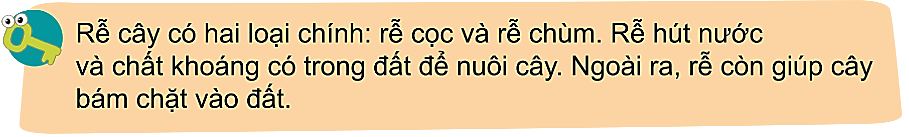 Rễ cây có hai loại chính: rễ cọc và rễ chùm. Rễ hút nước
và chất khoáng có trong đất để nuôi cây. Ngoài ra, rễ còn giúp cây
bám chặt vào đất.